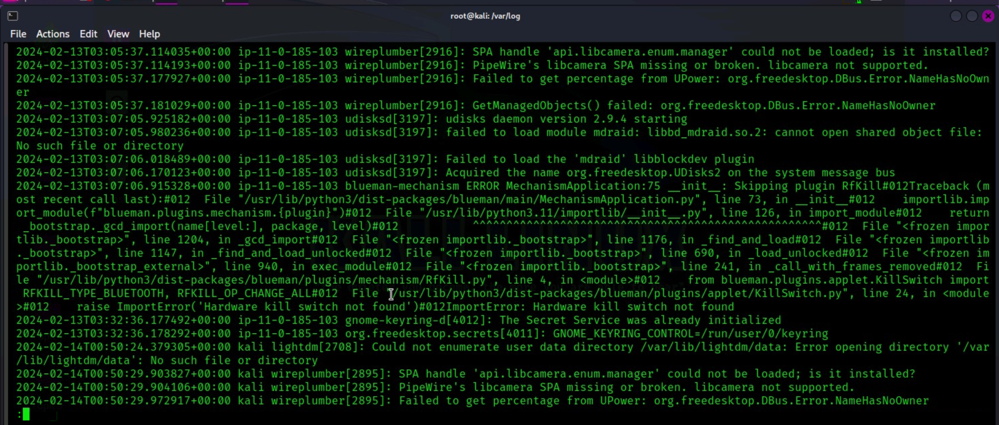 root@kali: /var/log
File Actions Edit View Help
2024-02-13T03:05:37.114035+00:00 ip-11-0-185-103 wireplumber[2916]: SPA handle 'api.libcamera.enum.manager' could not be loaded; is it installed?
2024-02-13T03:05:37.114193+00:00 ip-11-0-185-103 wireplumber[2916]: PipeWire's libcamera SPA missing or broken. libcamera not supported.
2024-02-13T03:05:37.177927+00:00 ip-11-0-185-103 wireplumber[2916]: Failed to get percentage from UPower: org.freedesktop.DBus.Error.NameHasNoOwn
er
2024-02-13T03:05:37.181029+00:00 ip-11-0-185-103 wireplumber[2916]: GetManagedObjects() failed: org.freedesktop.DBus.Error.NameHasNoOwner
2024-02-13T03:07:05.925182+00:00 ip-11-0-185-103 udisksd[3197]: udisks daemon version 2.9.4 starting
2024-02-13T03:07:05.980236+00:00 ip-11-0-185-103 udisksd[3197]: failed to load module mdraid: libbd_mdraid.so.2: cannot open shared object file:
No such file or directory
2024-02-13T03:07:06.018489+00:00 ip-11-0-185-103 udisksd[3197]: Failed to load the 'mdraid' libblockdev plugin
2024-02-13T03:07:06.170123+00:00 ip-11-0-185-103 udisksd[3197]: Acquired the name org.freedesktop.UDisks2 on the system message bus
2024-02-13T03:07:06.915328+00:00 ip-11-0-185-103 blueman-mechanism ERROR MechanismApplication:75 __init__: Skipping plugin RfKill#012Traceback (m
ost recent call last):#012  File "/usr/lib/python3/dist-packages/blueman/main/MechanismApplication.py", line 73, in __init__#012    importlib.imp
ort_module(f"blueman.plugins.mechanism.{plugin}")#012  File "/usr/lib/python3.11/importlib/__init__.py", line 126, in import_module#012    return
 _bootstrap._gcd_import(name[level:], package, level)#012           ^^^^^^^^^^^^^^^^^^^^^^^^^^^^^^^^^^^^^^^^^^^^^^^^^^^^#012  File "<frozen impor
tlib._bootstrap>", line 1204, in _gcd_import#012  File "<frozen importlib._bootstrap>", line 1176, in _find_and_load#012  File "<frozen importlib
._bootstrap>", line 1147, in _find_and_load_unlocked#012  File "<frozen importlib._bootstrap>", line 690, in _load_unlocked#012  File "<frozen im
portlib._bootstrap_external>", line 940, in exec_module#012  File "<frozen importlib._bootstrap>", line 241, in _call_with_frames_removed#012  Fi
le "/usr/lib/python3/dist-packages/blueman/plugins/mechanism/RfKill.py", line 4, in <module>#012    from blueman.plugins.applet.KillSwitch import
 RFKILL_TYPE_BLUETOOTH, RFKILL_OP_CHANGE_ALL#012  File "/usr/lib/python3/dist-packages/blueman/plugins/applet/KillSwitch.py", line 24, in <module
>#012    raise ImportError('Hardware kill switch not found')#012ImportError: Hardware kill switch not found
2024-02-13T03:32:36.177492+00:00 ip-11-0-185-103 gnome-keyring-d[4012]: The Secret Service was already initialized
2024-02-13T03:32:36.178292+00:00 ip-11-0-185-103 org.freedesktop.secrets[4011]: GNOME_KEYRING_CONTROL=/run/user/0/keyring
2024-02-14T00:50:24.379305+00:00 kali lightdm[2708]: Could not enumerate user data directory /var/lib/lightdm/data: Error opening directory '/var
/lib/lightdm/data': No such file or directory
2024-02-14T00:50:29.903827+00:00 kali wireplumber[2895]: SPA handle 'api.libcamera.enum.manager' could not be loaded; is it installed?
2024-02-14T00:50:29.904106+00:00 kali wireplumber[2895]: PipeWire's libcamera SPA missing or broken. libcamera not supported.
2024-02-14T00:50:29.972917+00:00 kali wireplumber[2895]: Failed to get percentage from UPower: org.freedesktop.DBus.Error.NameHasNoOwner
: